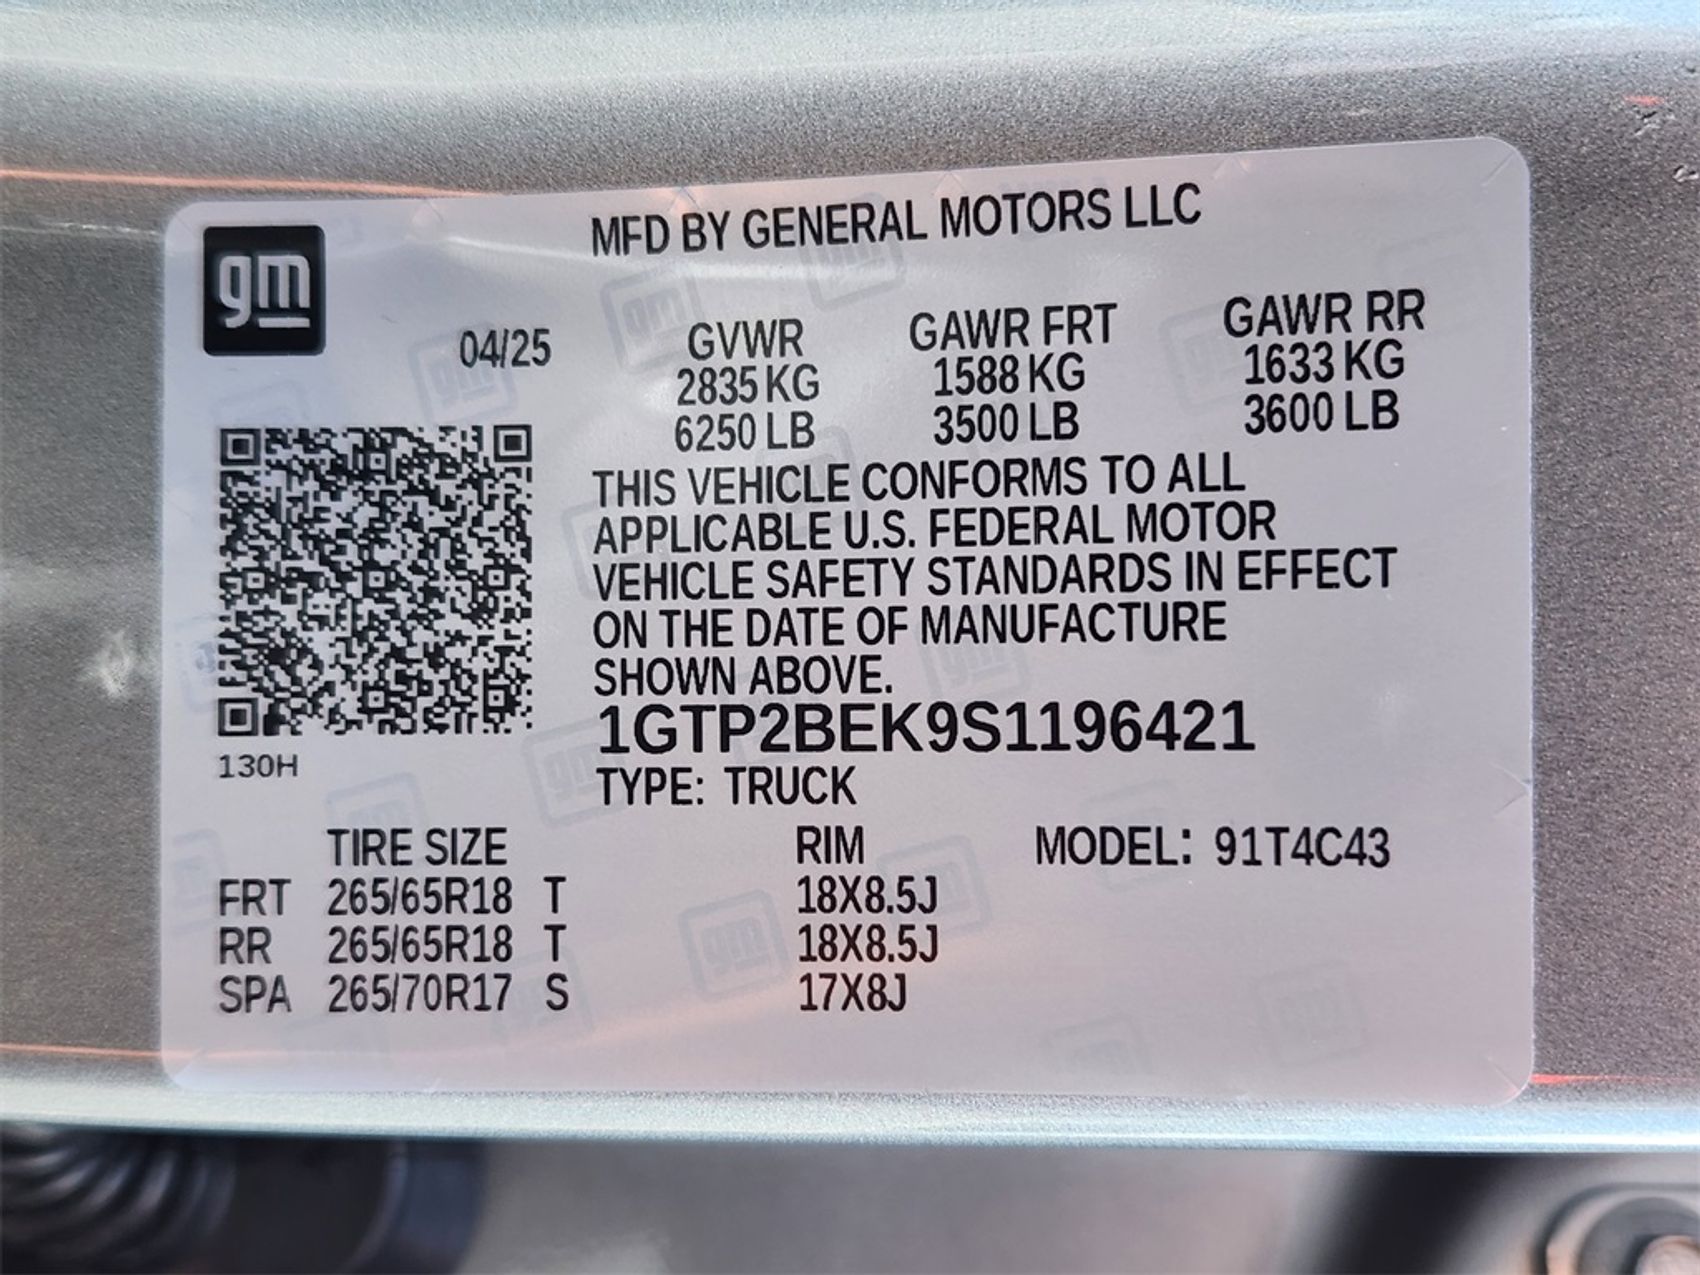 gm
MFD BY GENERAL MOTORS LLC
04/25
GVWR GAWR FRT GAWR RR
2835 KG 1588 KG 1633 KG
6250 LB 3500 LB 3600 LB
THIS VEHICLE CONFORMS TO ALL
APPLICABLE U.S. FEDERAL MOTOR
VEHICLE SAFETY STANDARDS IN EFFECT
ON THE DATE OF MANUFACTURE
SHOWN ABOVE.
1GTP2BEK9S1196421
130H
TYPE: TRUCK
TIRE SIZE RIM MODEL: 91T4C43
FRT 265/65R18 T 18X8.5J
RR 265/65R18 T 18X8.5J
SPA 265/70R17 S 17X8J